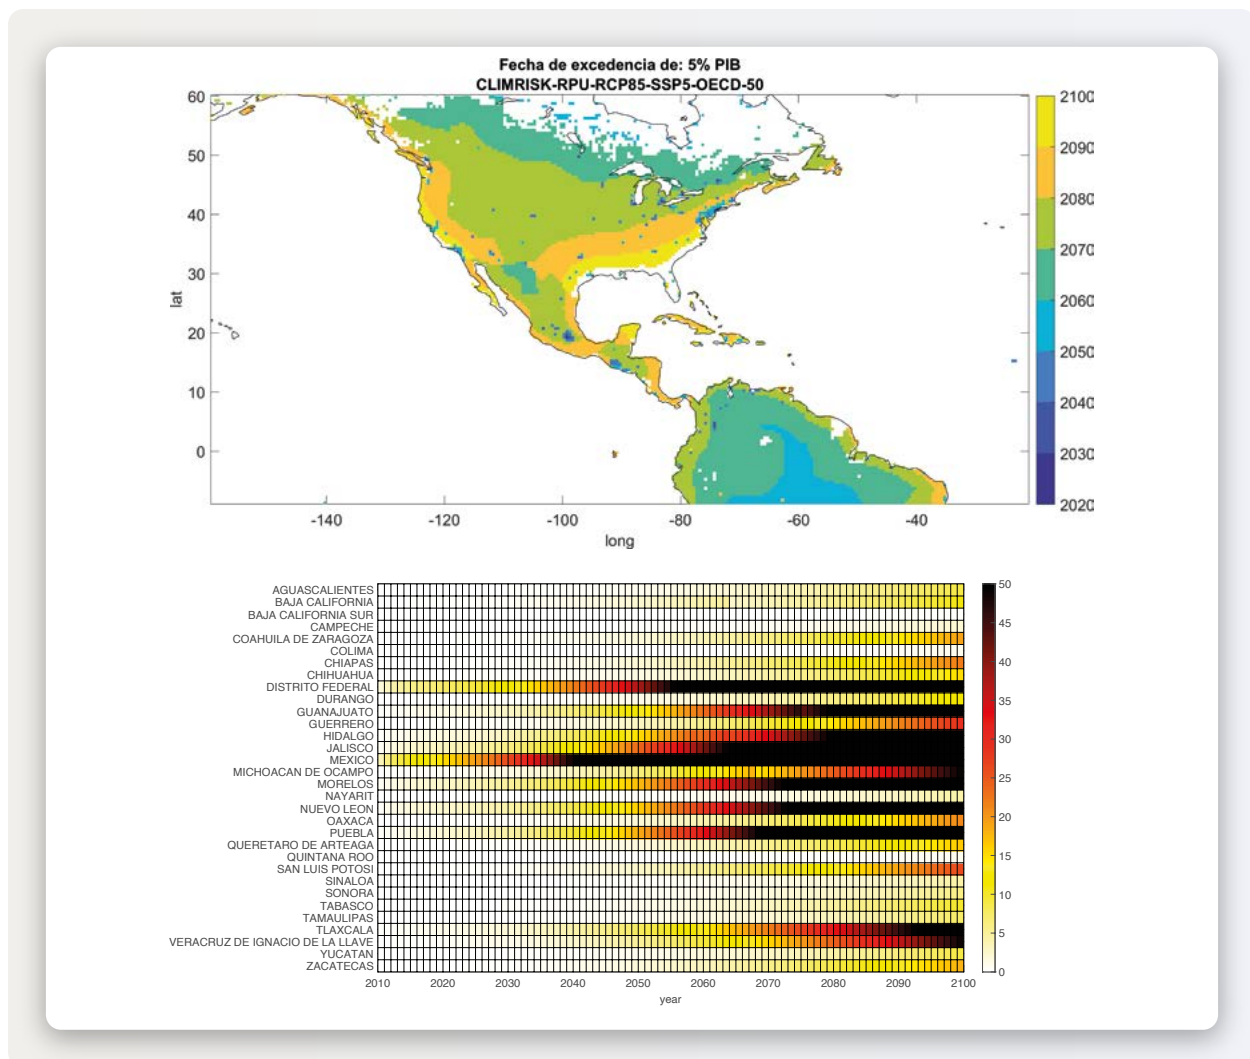 Fecha de excedencia de: 5% PIB
CLIMRISK-RPU-RCP85-SSP5-OECD-50
60
50
40
30
20
10
0
lat
-140
-120
-100
-80
-60
-40
long
2100
2090
2080
2070
2060
2050
2040
2030
2020
AGUASCALIENTES
BAJA CALIFORNIA
BAJA CALIFORNIA SUR
CAMPECHE
COAHUILA DE ZARAGOZA
COLIMA
CHIAPAS
CHIHUAHUA
DISTRITO FEDERAL
DURANGO
GUANAJUATO
GUERRERO
HIDALGO
JALISCO
MEXICO
MICHOACAN DE OCAMPO
MORELOS
NAYARIT
NUEVO LEON
OAXACA
PUEBLA
QUERETARO DE ARTEAGA
QUINTANA ROO
SAN LUIS POTOSI
SINALOA
SONORA
TABASCO
TAMAULIPAS
TLAXCALA
VERACRUZ DE IGNACIO DE LA LLAVE
YUCATAN
ZACATECAS
2010
2020
2030
2040
2050
2060
2070
2080
2090
2100
year
50
45
40
35
30
25
20
15
10
5
0